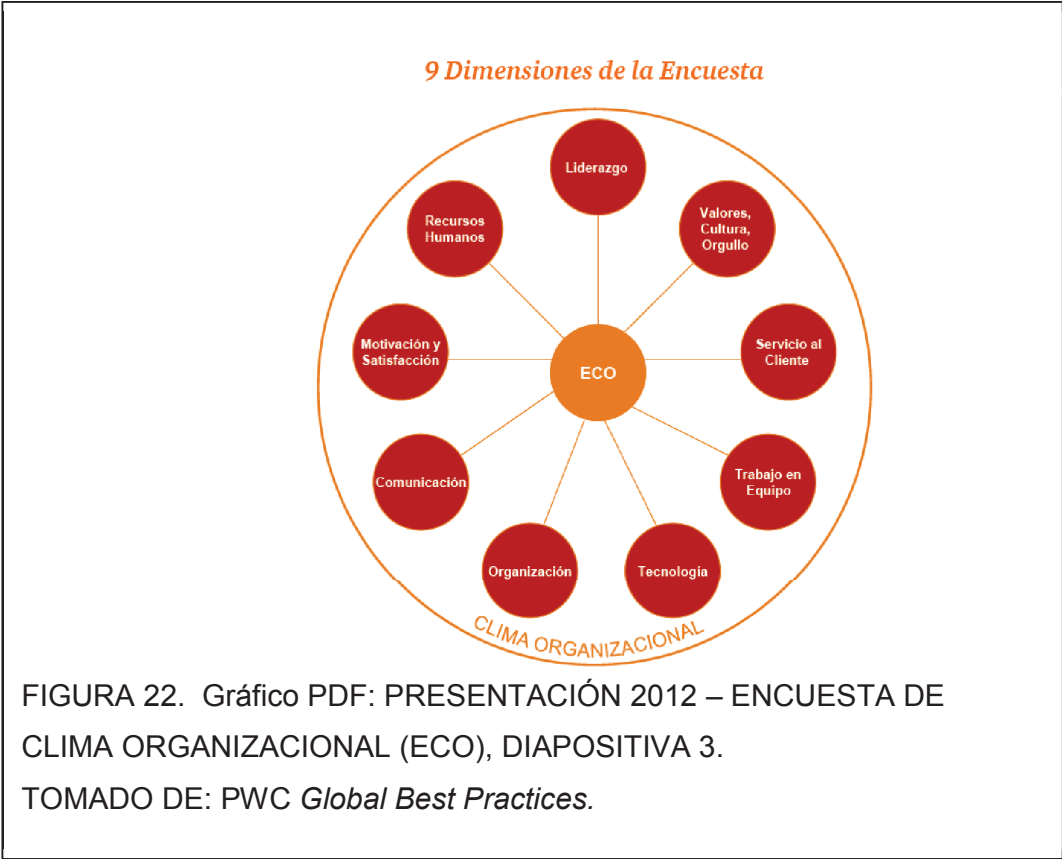 9 Dimensiones de la Encuesta
Liderazgo
Valores,
Cultura,
Orgullo
Servicio al
Cliente
Trabajo en
Equipo
Tecnología
Organización
Comunicación
Motivación y
Satisfacción
Recursos
Humanos
ECO
CLIMA ORGANIZACIONAL
FIGURA 22. Gráfico PDF: PRESENTACIÓN 2012 – ENCUESTA DE
CLIMA ORGANIZACIONAL (ECO), DIAPOSITIVA 3.
TOMADO DE: PWC Global Best Practices.